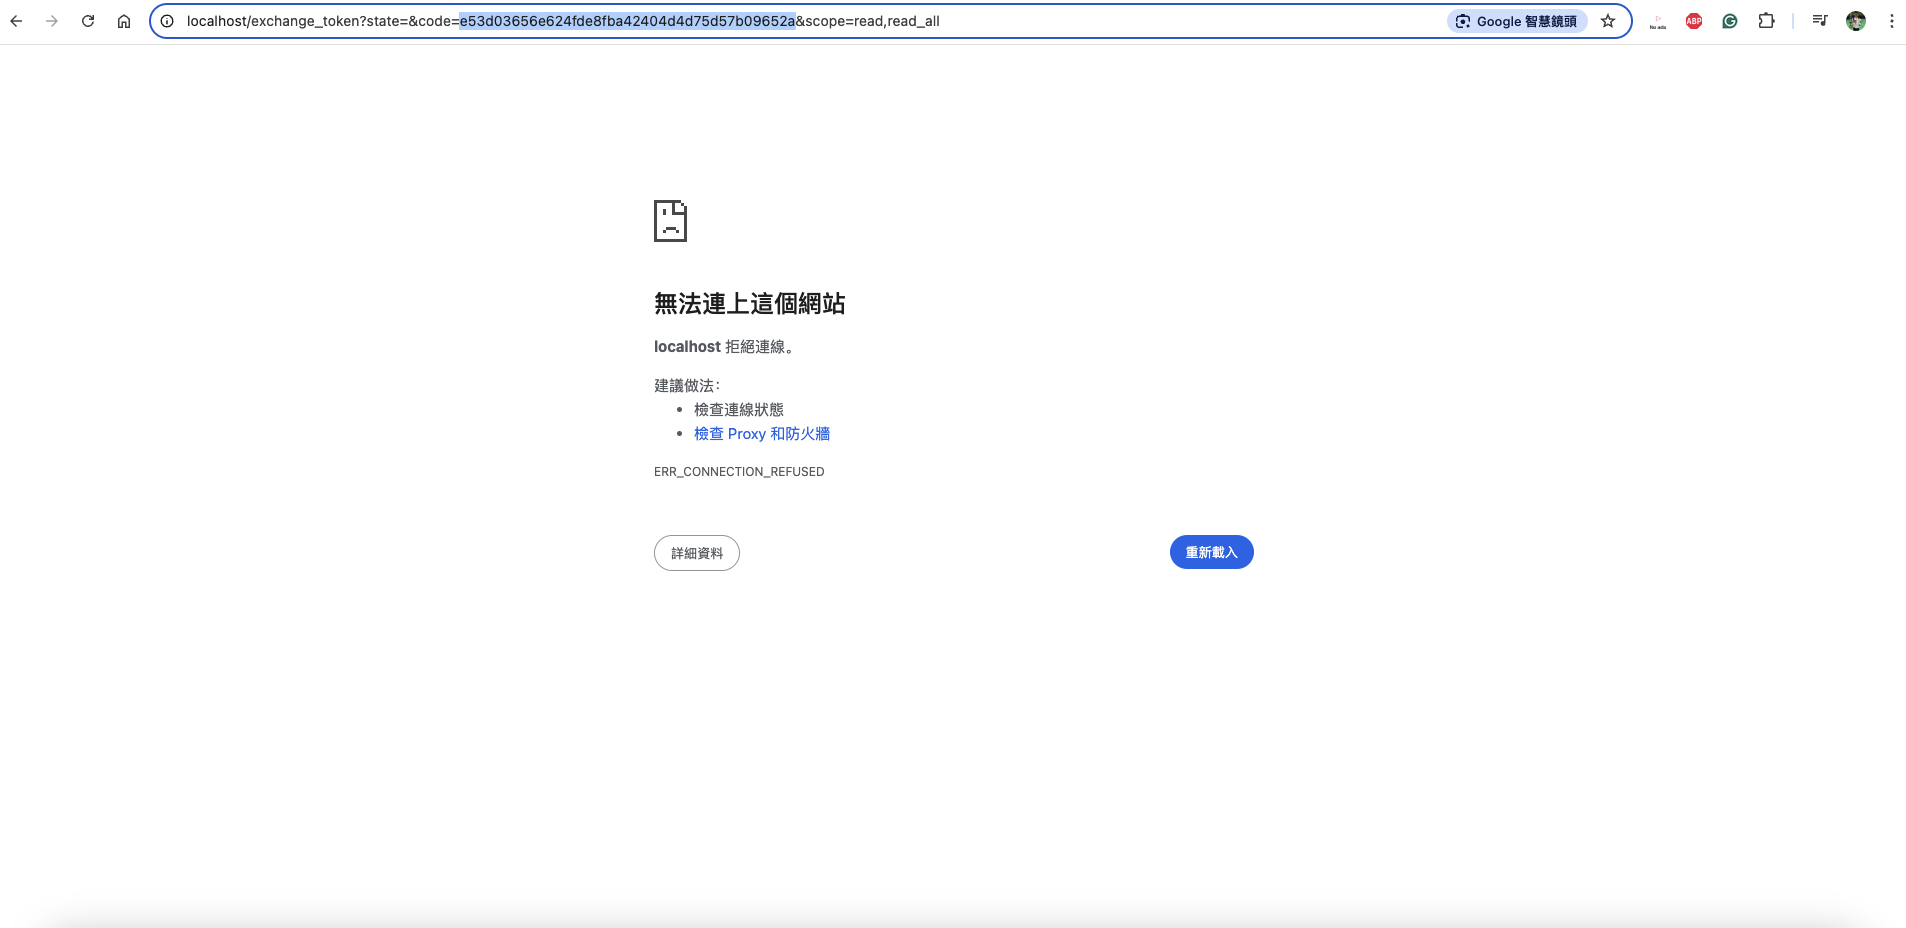 localhost/exchange_token?state=&code=e53d03656e624fde8fba42404d4d75d57b09652a&scope=read,read_all
Google 智慧鏡頭
No ads
ABP
無法連上這個網站
localhost 拒絕連線。
建議做法:
檢查連線狀態
檢查 Proxy 和防火牆
ERR_CONNECTION_REFUSED
詳細資料
重新載入